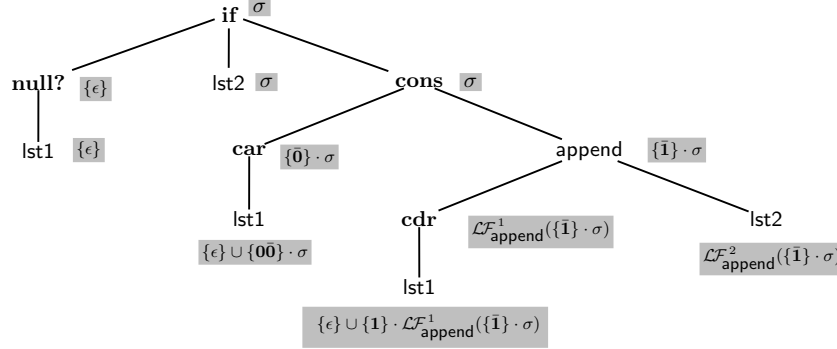 if σ
null? {ϵ} lst2 σ cons σ
lst1 {ϵ} car {0̄} · σ append {1̄} · σ
lst1 cdr ℒℱ¹append({1̄} · σ) lst2
{ϵ} ∪ {00̄} · σ ℒℱ²append({1̄} · σ)
lst1
{ϵ} ∪ {1} · ℒℱ¹append({1̄} · σ)